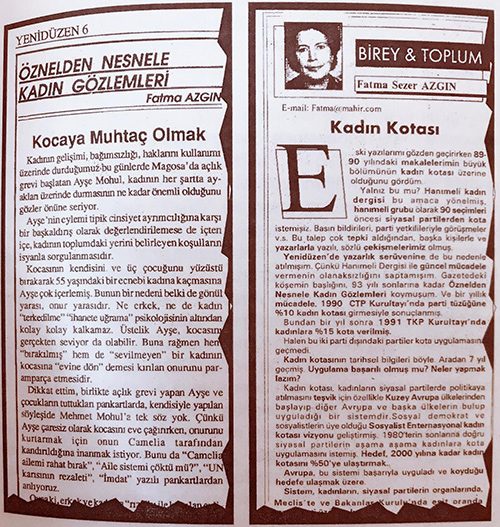 YENİDÜZEN 6
ÖZNELDEN NESNELE
KADIN GÖZLEMLERİ
Fatma AZGIN
Kocaya Muhtaç Olmak
Kadının gelişimi, bağımsızlığı, haklarını kullanımı
üzerinde durduğumuz bu günlerde Magosa'da açlık
grevi başlatan Ayşe Mohul, kadının her şartta ay-
akları üzerinde durmasının ne kadar önemli olduğunu
gözler önüne seriyor.
Ayşe'nin eylemi tipik cinsiyet ayrımcılığına karşı
bir başkaldırış olarak değerlendirilemese de içten
içe, kadının toplumdaki yerini belirleyen koşulların
isyanla sorgulanmasıdır.
Kocasının kendisini ve üç çocuğunu yüzüstü
bırakarak 55 yaşındaki bir ecnebi kadına kaçmasına
Ayşe çok içerlemiş. Bunun bir nedeni belki de gönül
yarası, onur yarasıdır. Ne erkek, ne de kadın
"terkedilme" "ihanete uğrama" psikolojisinin altından
kolay kolay kalkamaz. Üstelik Ayşe, kocasını
gerçekten seviyor da olabilir. Buna rağmen hem
"bırakılmış" hem de "sevilmeyen" bir kadının
kocasına "evine dön" demesi kırılan onurunu par-
amparça etmesidir.
Dikkat ettim, birlikte açlık grevi yapan Ayşe ve
çocukların tuttukları pankartlarda, kendisiyle yapılan
söyleşide Mehmet Mohul'a tek söz yok. Çünkü
Ayşe çaresiz olarak kocasını eve çağırırken, onurunu
kurtarmak için onun Camelia tarafından
kandırıldığına inanmak istiyor. Bunu da "Camelia
ailemi rahat bırak", "Aile sistemi çöktü mü?", "UN
karısının rezaleti", "İmdat" yazılı pankartlardan
anlıyoruz.
BİREY & TOPLUM
Fatma Sezer AZGIN
E-mail: Fatma@mahir.com
Kadın Kotası
Eski yazılarımı gözden geçirirken 89-
90 yılındaki makalelerimin büyük
bölümünün kadın kotası üzerine
olduğunu gördüm.
Yalnız bu mu? Hanımeli kadın
dergisi bu amaca yönelmiş,
hanımeli grubu olarak 90 seçimleri
öncesi siyasal partilerden kota
istemişiz. Basın bildirileri, parti yetkilileriyle görüşmeler
v.s. Bu talep çok tepki aldığından, başka kişilerle ve
yazarlarla yazılı, sözlü çekişmelerimiz olmuş.
Yenidüzen'de yazarlık serüvenine de bu nedenle
atılmışım. Çünkü Hanımeli Dergisi ile güncel mücadele
vermenin olanaksızlığını saptamışım. Gazetedeki
köşemin başlığını, 93 yılı sonlarına kadar Öznelden
Nesnele Kadın Gözlemleri koymuşum. Ve bir yıllık
mücadele, 1990 CTP Kurultayı'nda parti tüzüğüne
%10 kadın kotası girmesiyle sonuçlanmış.
Bundan bir yıl sonra 1991 TKP Kurultayı'nda
kadınlara %15 kota verilmiş.
Halen bu iki parti dışındaki partiler kota uygulamasına
geçmedi.
Kadın kotasının tarihsel bilgileri böyle. Aradan 7 yıl
geçmiş. Uygulama başarılı olmuş mu? Neler yapmak
lazım?
Kadın kotası, kadınların siyasal partilerde politikaya
atılmasını teşvik için özellikle Kuzey Avrupa ülkelerinden
başlayıp diğer Avrupa ve başka ülkelerin bulup
uyguladığı bir sistemdir. Sosyal demokrat ve
sosyalistlerin üye olduğu Sosyalist Enternasyonal kadın
kotası vizyonu geliştirmiş. 1980'lerin sonlarına doğru
siyasal partilerin aşama aşama kadınlara kota
uygulamasını istemiş. Hedef, 2000 yılına kadar kadın
kotasını %50'ye ulaştırmak..
Avrupa, bu sistemi başarıyla uyguladı ve koyduğu
hedefe ulaşmak üzere.
Sistem, kadınların, siyasal partilerin organlarında,
Meclis'te ve Bakanlar Kurulu'nda eşit oranda